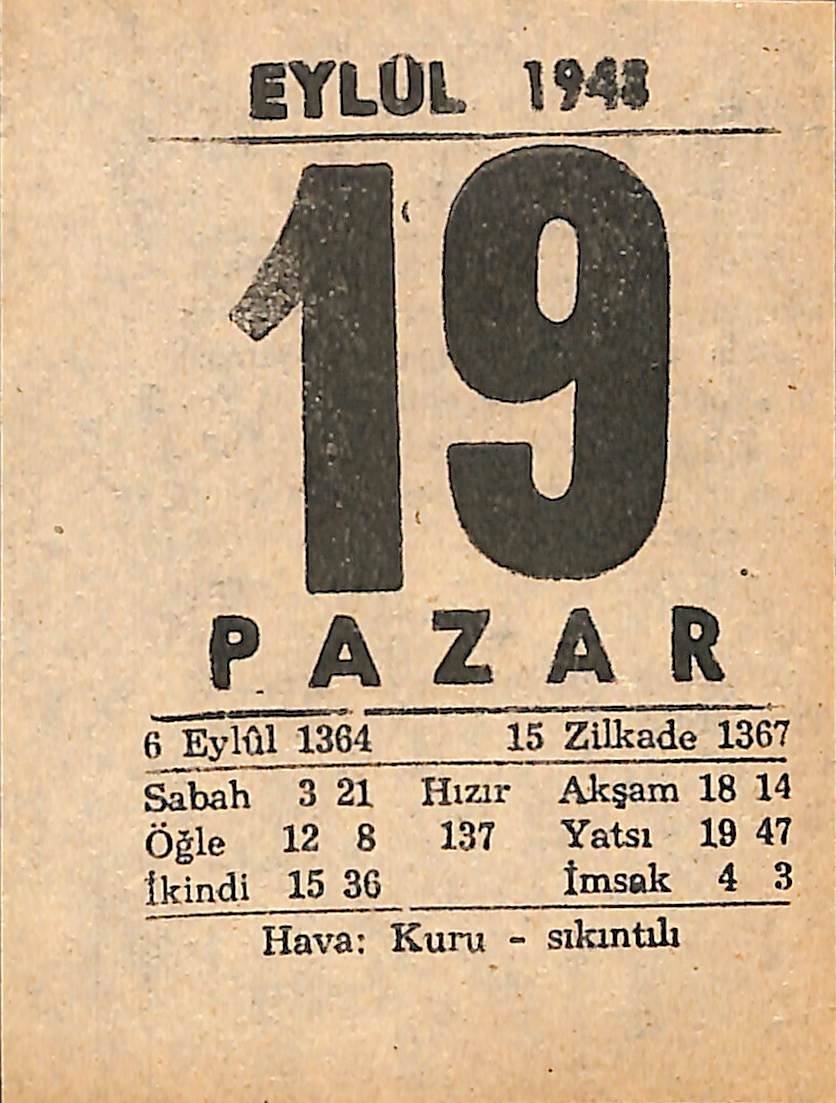 EYLÛL 1948
19
PAZAR
6 Eylûl 1364 15 Zilkade 1367
Sabah 3 21 Hızır Akşam 18 14
Öğle 12 8 137 Yatsı 19 47
İkindi 15 36 İmsak 4 3
Hava: Kuru - sıkıntılı